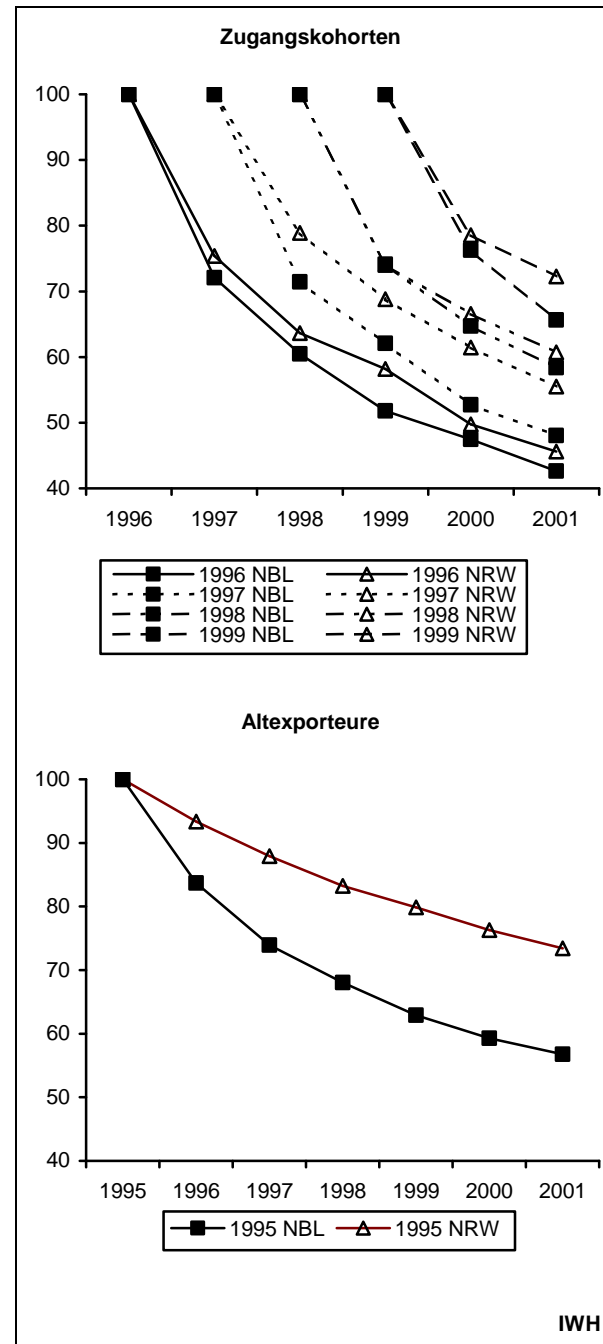 Zugangskohorten
100
90
80
70
60
50
40
1996 1997 1998 1999 2000 2001
1996 NBL 1996 NRW
1997 NBL 1997 NRW
1998 NBL 1998 NRW
1999 NBL 1999 NRW
Altexporteure
100
90
80
70
60
50
40
1995 1996 1997 1998 1999 2000 2001
1995 NBL 1995 NRW
IWH